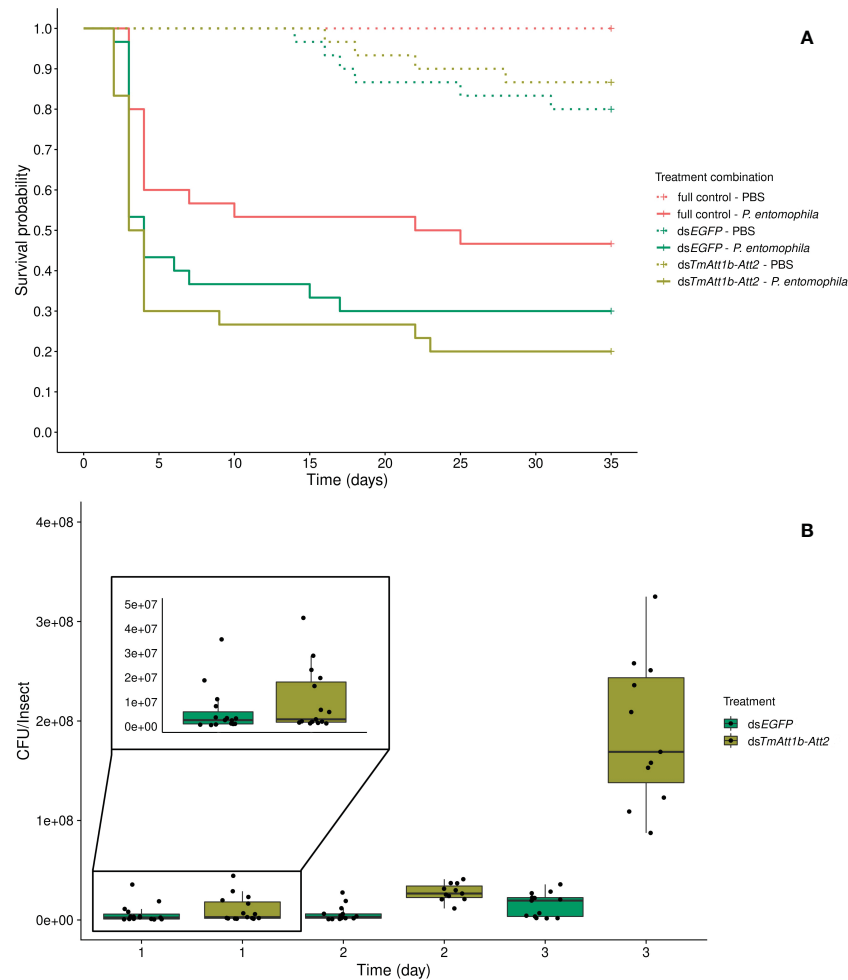 A
1.0
0.9
0.8
0.7
0.6
0.5
0.4
0.3
0.2
0.1
0.0
Survival probability
0 5 10 15 20 25 30 35
Time (days)
Treatment combination
full control - PBS
full control - P. entomophila
dsEGFP - PBS
dsEGFP - P. entomophila
dsTmAtt1b-Att2 - PBS
dsTmAtt1b-Att2 - P. entomophila
B
4e+08
3e+08
2e+08
1e+08
0e+00
CFU/Insect
5e+07
4e+07
3e+07
2e+07
1e+07
0e+00
1 1 2 2 3 3
Time (day)
Treatment
dsEGFP
dsTmAtt1b-Att2